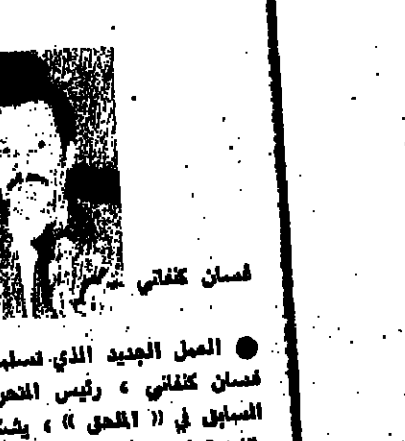 غسان كنفاني
● العمل الجديد الذي تسلمه
غسان كنفاني ، رئيس التحرير
السابق في (( الملحق )) ، يشـ